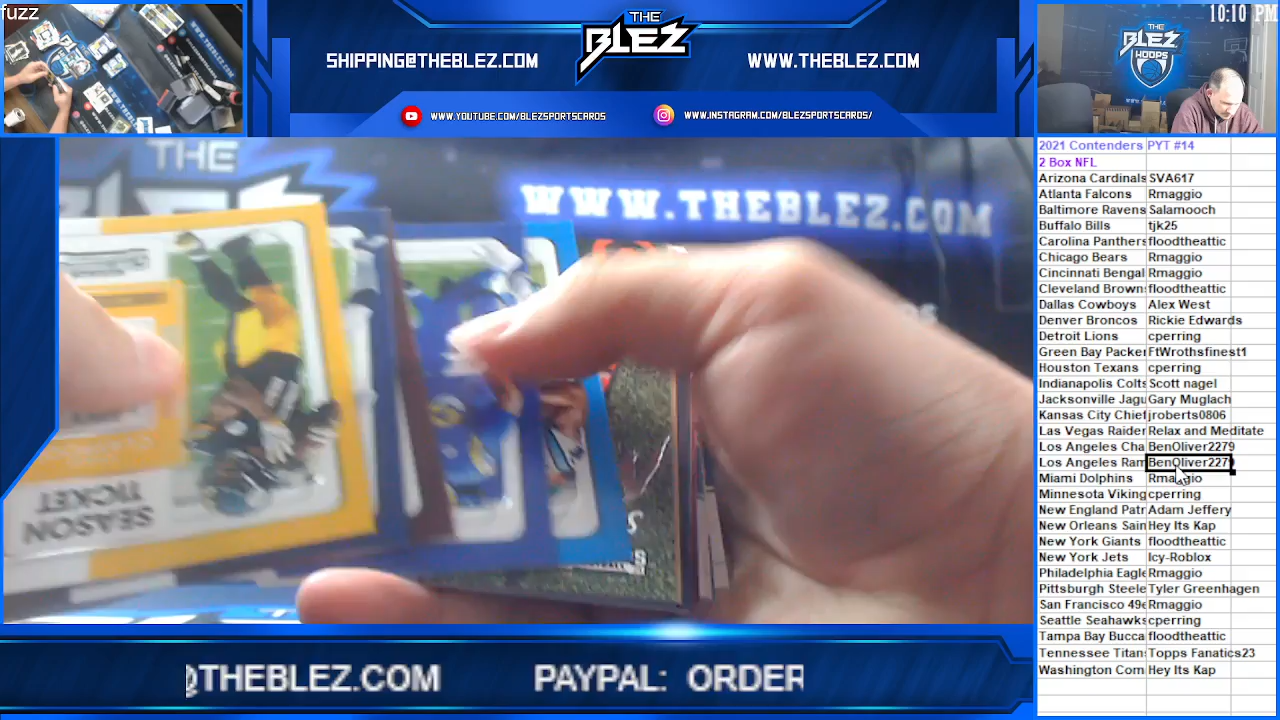 fuzz
SHIPPING@THEBLEZ.COM
THE
BLEZ
WWW.THEBLEZ.COM
WWW.YOUTUBE.COM/BLEZSPORTSCARDS
WWW.INSTAGRAM.COM/BLEZSPORTSCARDS/
10:10 PM
THE
BLEZ
HOOPS
THE
WWW.THEBLEZ.COM
SEASON
TICKET
2021 Contenders PYT #14
2 Box NFL
Arizona Cardinals SVA617
Atlanta Falcons Rmaggio
Baltimore Ravens Salamooch
Buffalo Bills tjk25
Carolina Panthers floodtheattic
Chicago Bears Rmaggio
Cincinnati Bengal Rmaggio
Cleveland Brown floodtheattic
Dallas Cowboys Alex West
Denver Broncos Rickie Edwards
Detroit Lions cperring
Green Bay Packer FtWrothsfinest1
Houston Texans cperring
Indianapolis Colts Scott nagel
Jacksonville Jagu Gary Muglach
Kansas City Chief jroberts0806
Las Vegas Raider Relax and Meditate
Los Angeles Cha BenOliver2279
Los Angeles Ram BenOliver2279
Miami Dolphins Rmaggio
Minnesota Viking cperring
New England Patr Adam Jeffery
New Orleans Sain Hey Its Kap
New York Giants floodtheattic
New York Jets Icy-Roblox
Philadelphia Eagle Rmaggio
Pittsburgh Steele Tyler Greenhagen
San Francisco 49e Rmaggio
Seattle Seahawks cperring
Tampa Bay Bucca floodtheattic
Tennessee Titan Topps Fanatics23
Washington Com Hey Its Kap
@THEBLEZ.COM PAYPAL: ORDER